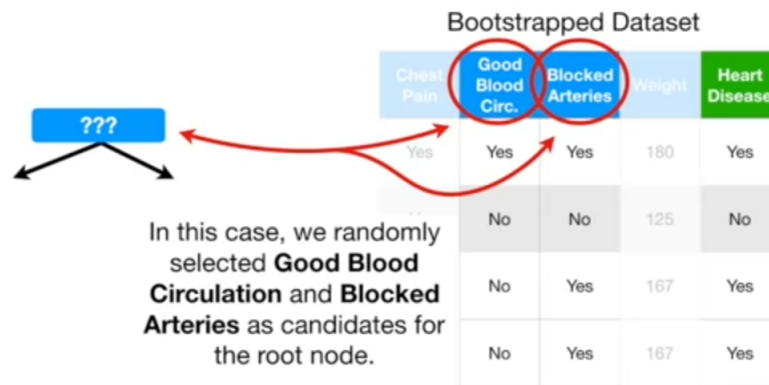 Bootstrapped Dataset
Chest Pain Good Blood Circ. Blocked Arteries Weight Heart Disease
???
Yes Yes Yes 180 Yes
No No 125 No
No Yes 167 Yes
No Yes 167 Yes
In this case, we randomly
selected Good Blood
Circulation and Blocked
Arteries as candidates for
the root node.